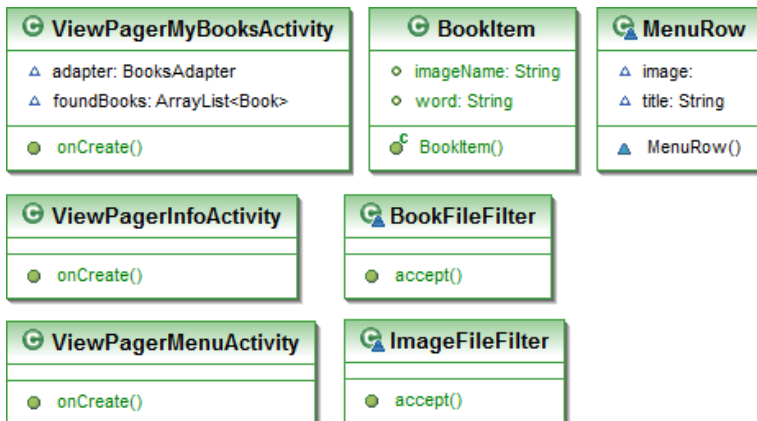 ViewPagerMyBooksActivity
adapter: BooksAdapter
foundBooks: ArrayList<Book>
onCreate()
BookItem
imageName: String
word: String
BookItem()
MenuRow
image:
title: String
MenuRow()
ViewPagerInfoActivity
onCreate()
BookFileFilter
accept()
ViewPagerMenuActivity
onCreate()
ImageFileFilter
accept()